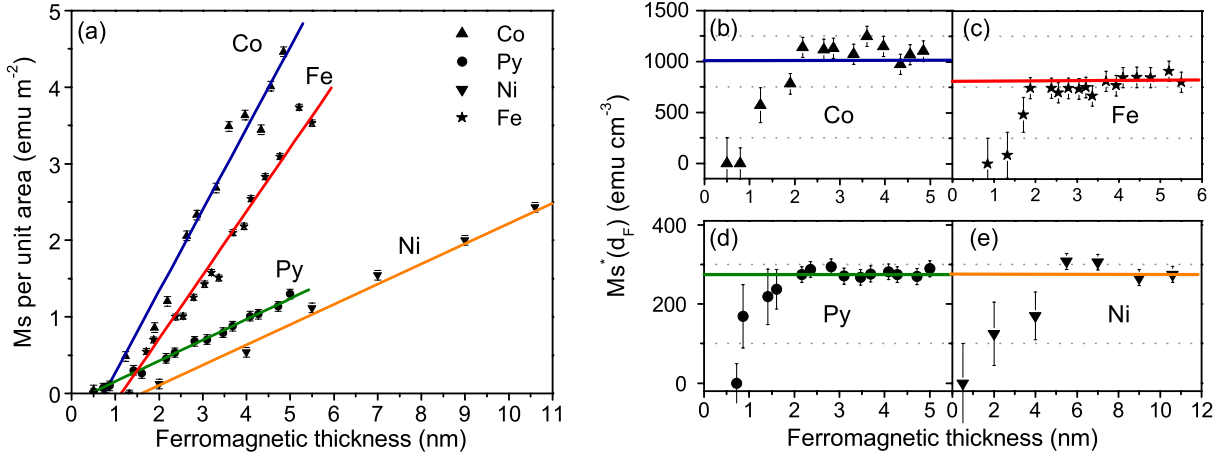 (a)
Co
Fe
Py
Ni
Co
Py
Ni
Fe
Ms per unit area (emu m-2)
5
4
3
2
1
0
0 1 2 3 4 5 6 7 8 9 10 11
Ferromagnetic thickness (nm)
Ms*(dF) (emu cm-3)
(b)
Co
1500
1000
500
0
0 1 2 3 4 5
(c)
Fe
0 1 2 3 4 5 6
(d)
Py
400
200
0
0 1 2 3 4 5
(e)
Ni
0 2 4 6 8 10 12
Ferromagnetic thickness (nm)